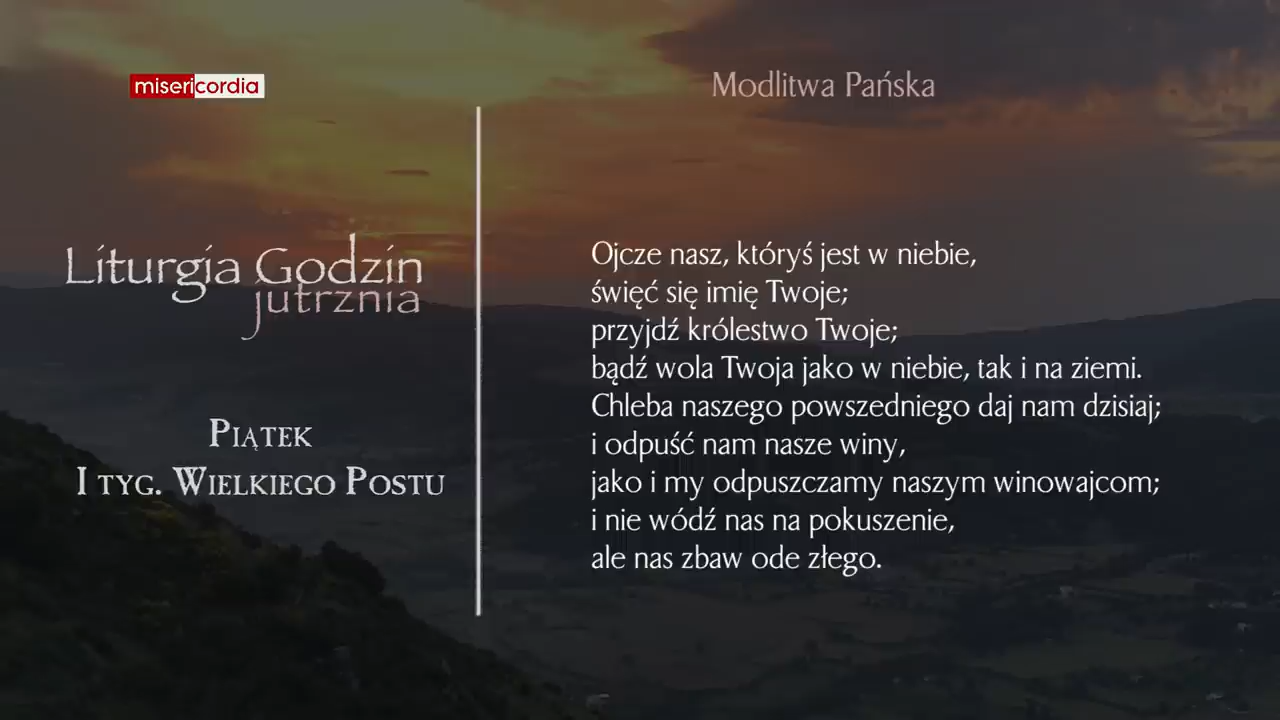 misericordia
Liturgia Godzin
jutrznia
Piątek
I tyg. Wielkiego Postu
Modlitwa Pańska
Ojcze nasz, któryś jest w niebie,
święć się imię Twoje;
przyjdź królestwo Twoje;
bądź wola Twoja jako w niebie, tak i na ziemi.
Chleba naszego powszedniego daj nam dzisiaj;
i odpuść nam nasze winy,
jako i my odpuszczamy naszym winowajcom;
i nie wódź nas na pokuszenie,
ale nas zbaw ode złego.